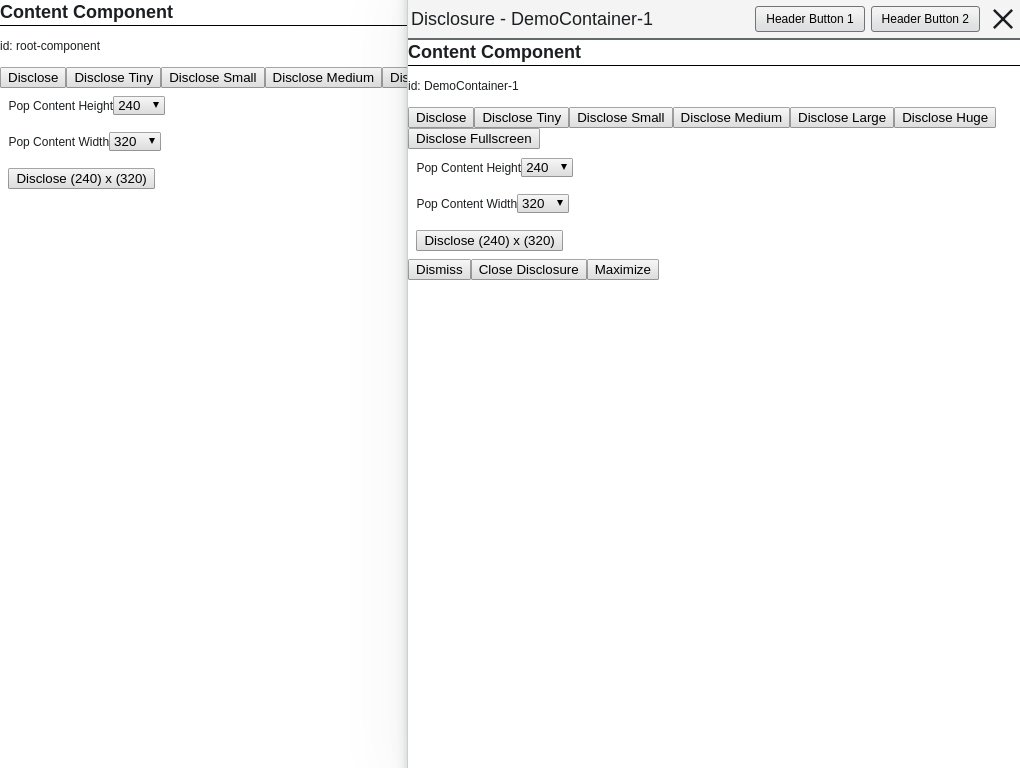 Content Component
id: root-component
Disclose Disclose Tiny Disclose Small Disclose Medium Dis
Pop Content Height 240
Pop Content Width 320
Disclose (240) x (320)
Disclosure - DemoContainer-1 Header Button 1 Header Button 2
Content Component
id: DemoContainer-1
Disclose Disclose Tiny Disclose Small Disclose Medium Disclose Large Disclose Huge
Disclose Fullscreen
Pop Content Height 240
Pop Content Width 320
Disclose (240) x (320)
Dismiss Close Disclosure Maximize